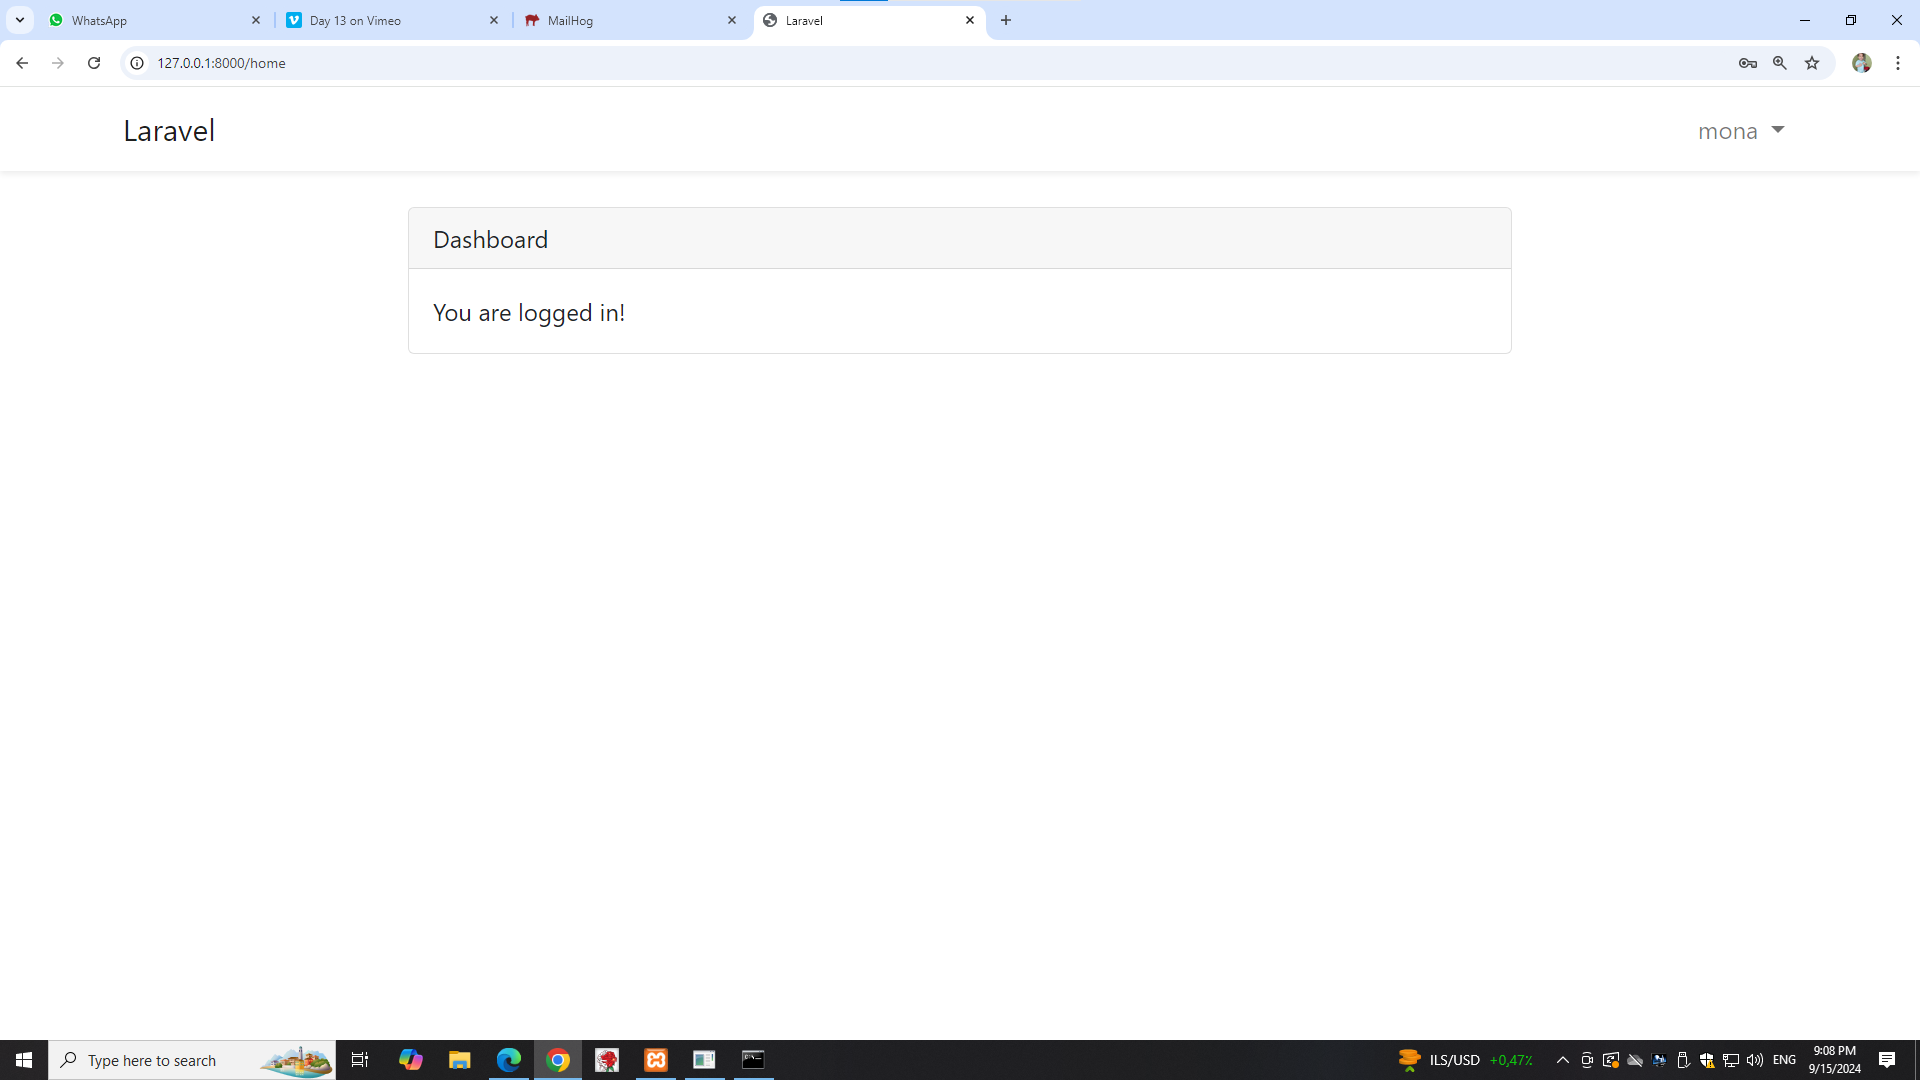 WhatsApp
Day 13 on Vimeo
MailHog
Laravel
127.0.0.1:8000/home
Laravel
mona
Dashboard
You are logged in!
Type here to search
ILS/USD +0,47%
ENG
9:08 PM
9/15/2024